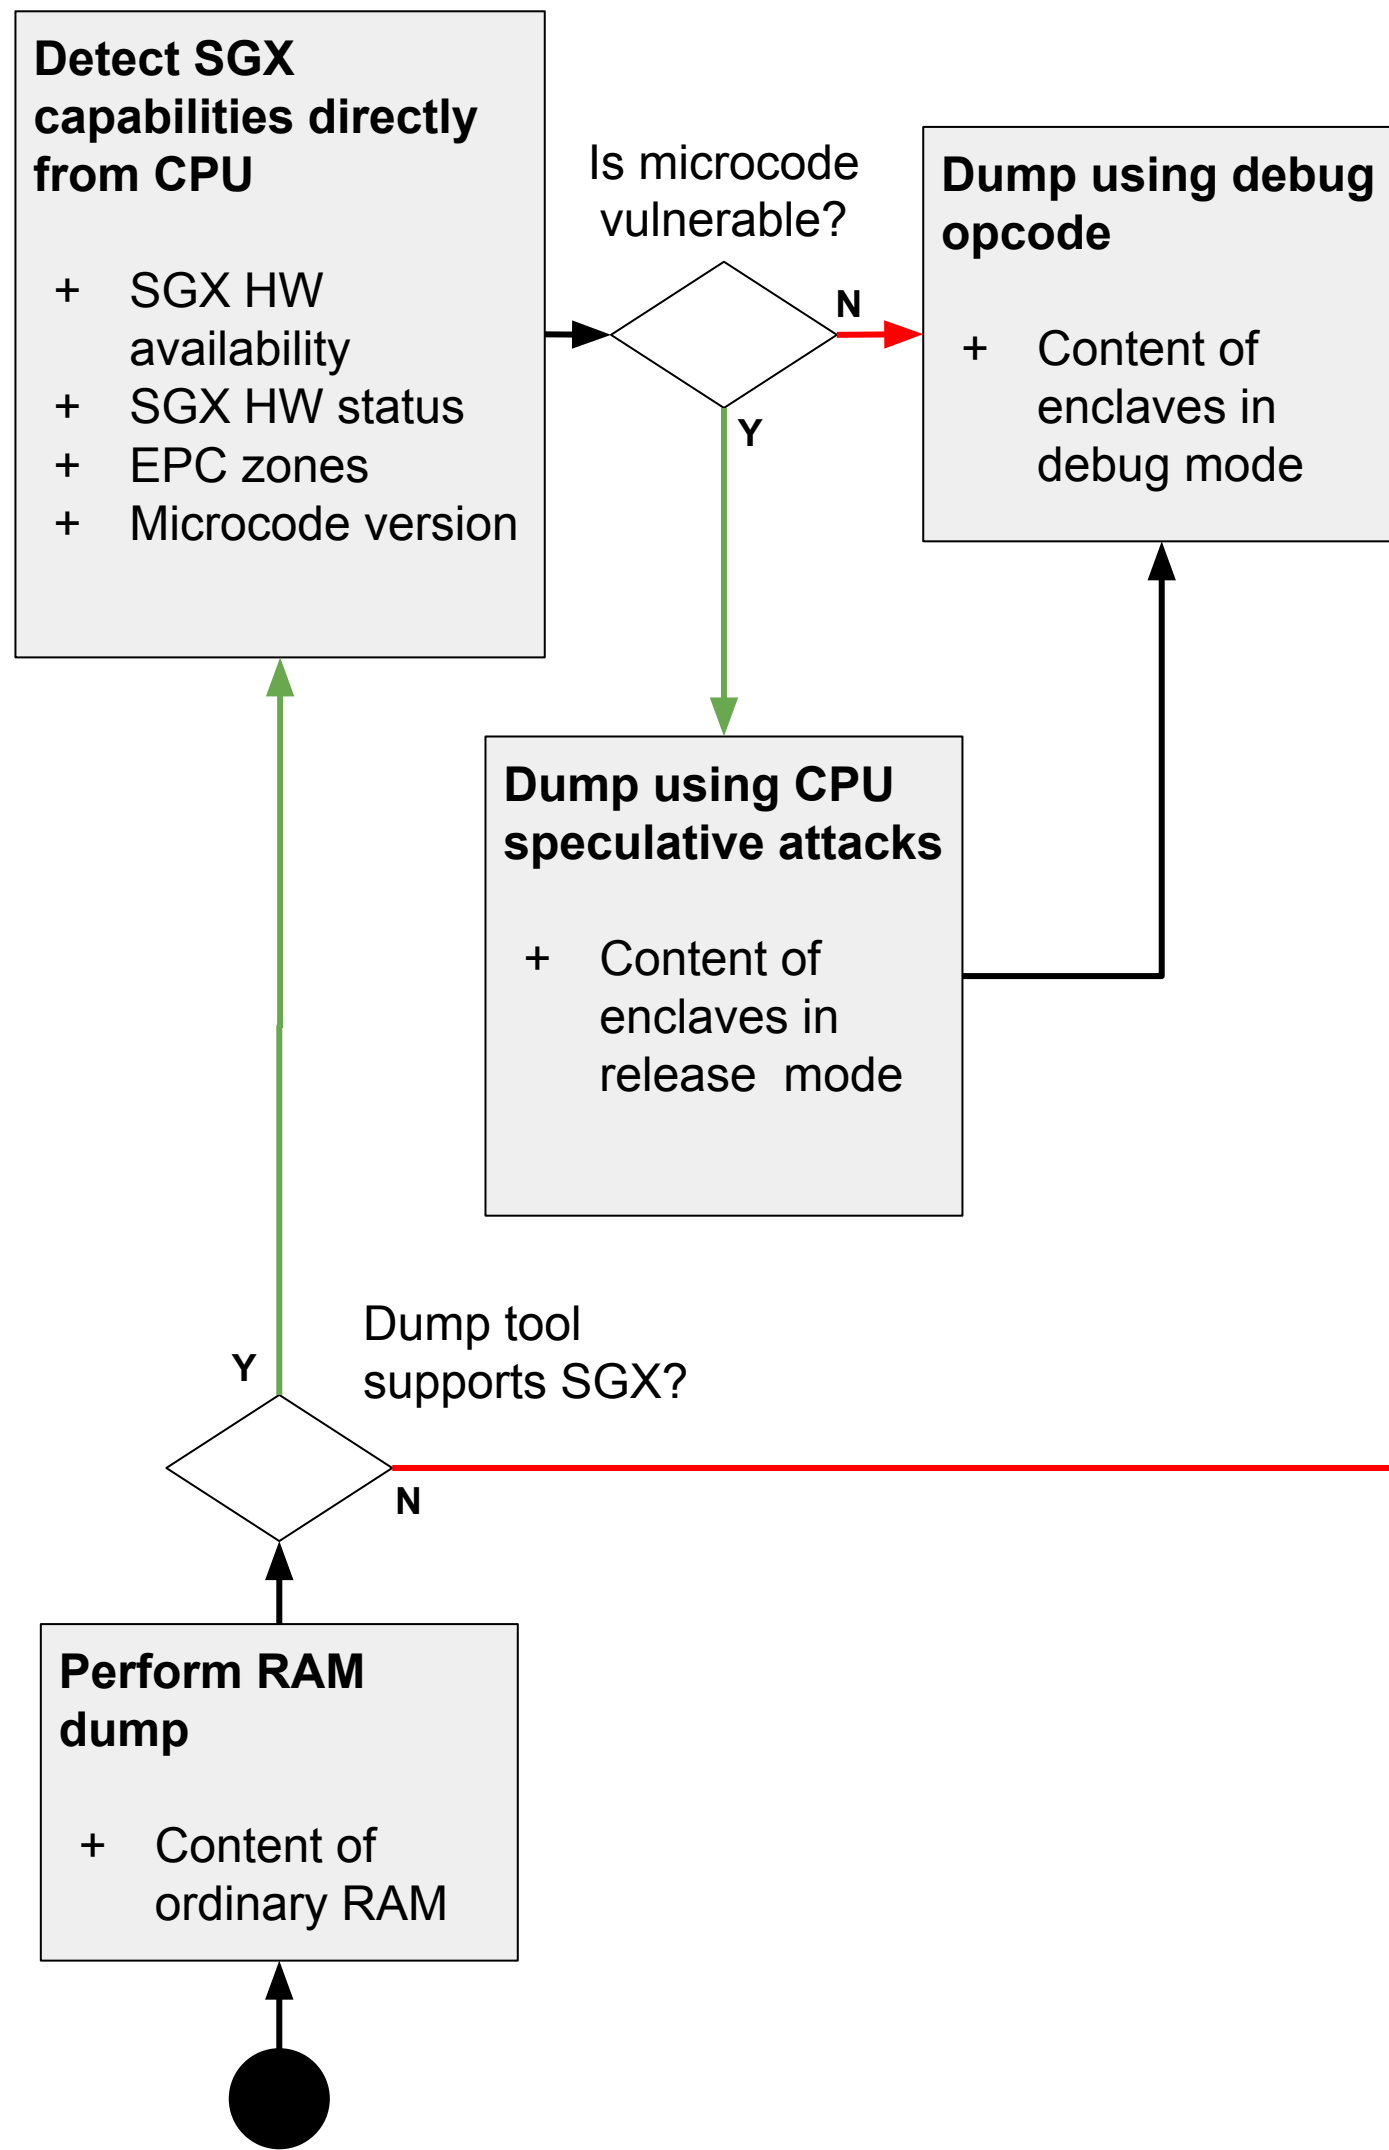 Detect SGX
capabilities directly
from CPU
+ SGX HW
availability
+ SGX HW status
+ EPC zones
+ Microcode version
Is microcode
vulnerable?
N
Y
Dump using debug
opcode
+ Content of
enclaves in
debug mode
Dump using CPU
speculative attacks
+ Content of
enclaves in
release  mode
Dump tool
supports SGX?
Y
N
Perform RAM
dump
+ Content of
ordinary RAM